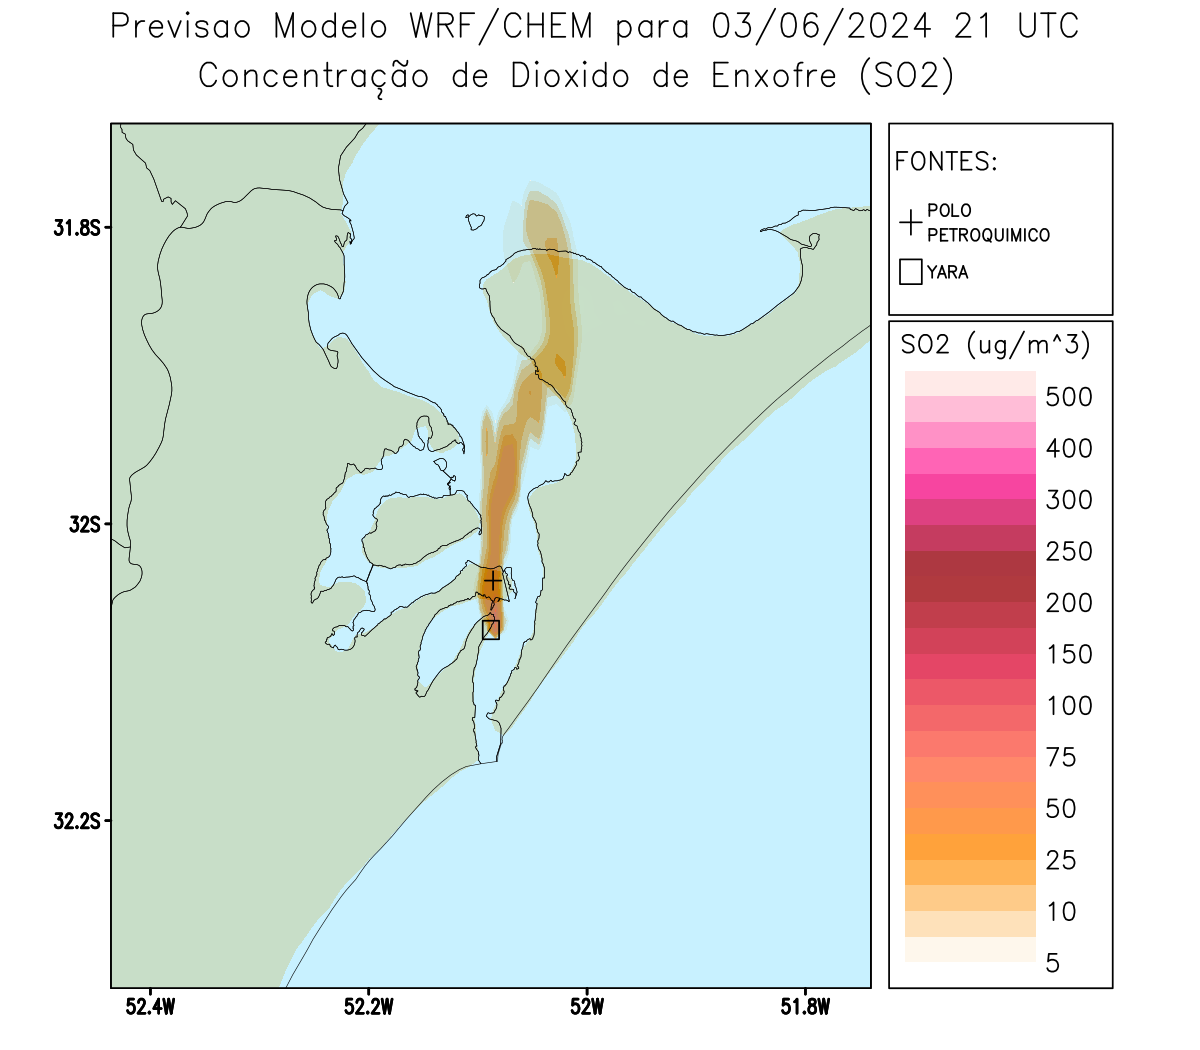 Previsao Modelo WRF/CHEM para 03/06/2024 21 UTC
Concentração de Dioxido de Enxofre (SO2)
FONTES:
POLO
PETROQUIMICO
YARA
SO2 (ug/m^3)
500
400
300
250
200
150
100
75
50
25
10
5
31.8S
32S
32.2S
52.4W
52.2W
52W
51.8W